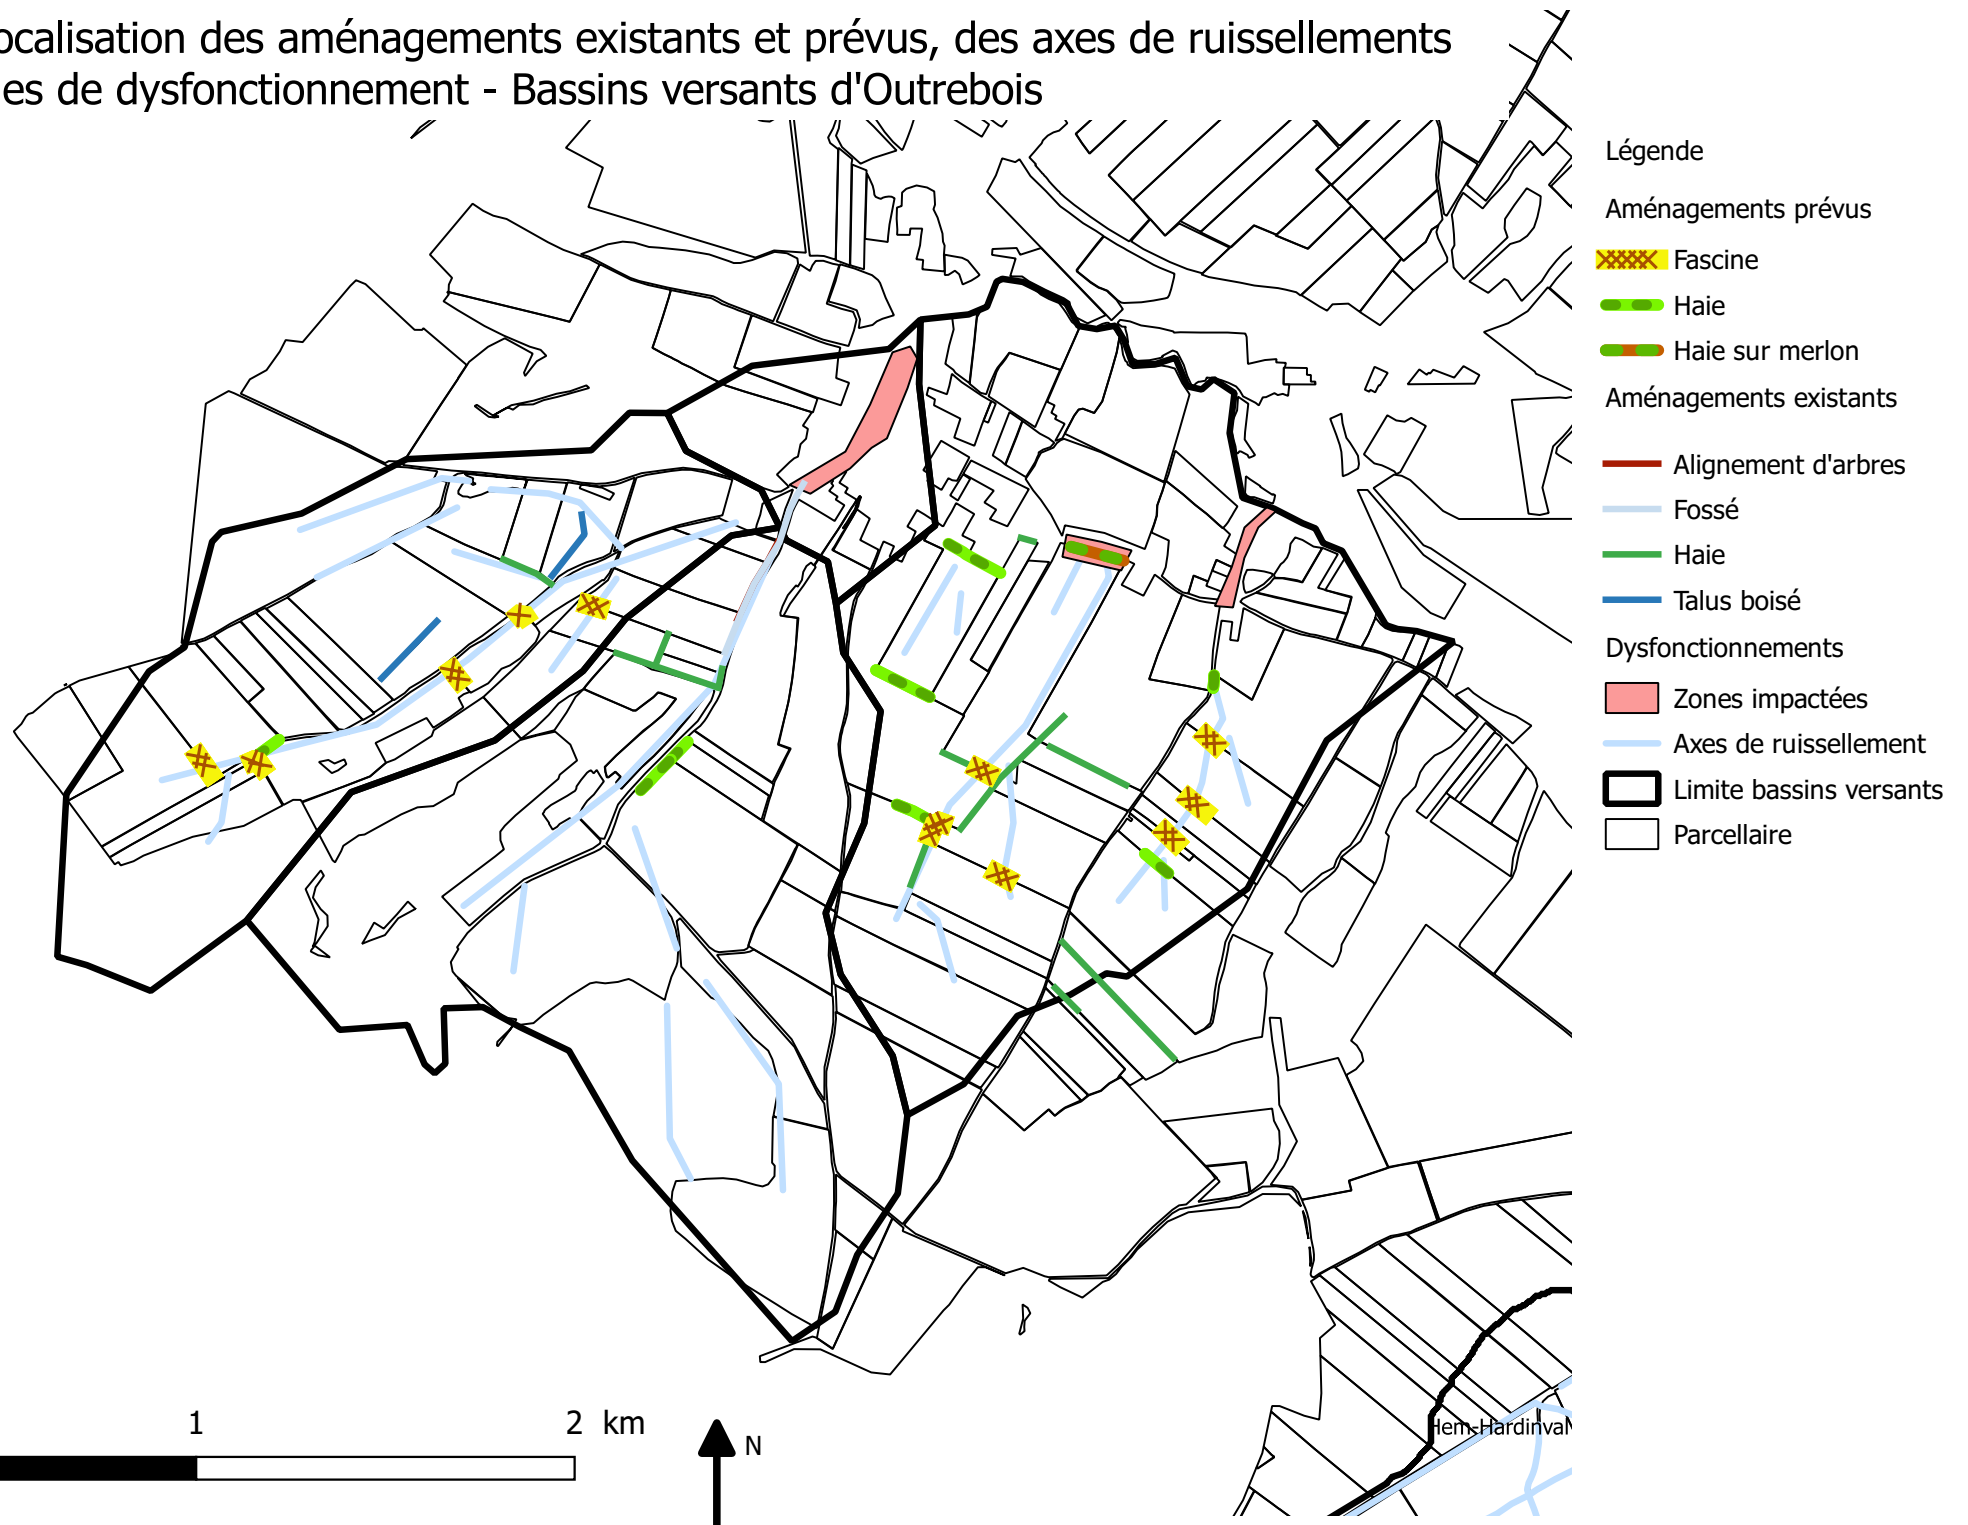 ocalisation des aménagements existants et prévus, des axes de ruissellements
es de dysfonctionnement - Bassins versants d'Outrebois
Légende
Aménagements prévus
Fascine
Haie
Haie sur merlon
Aménagements existants
Alignement d'arbres
Fossé
Haie
Talus boisé
Dysfonctionnements
Zones impactées
Axes de ruissellement
Limite bassins versants
Parcellaire
1 2 km
N
Hem-Hardinval